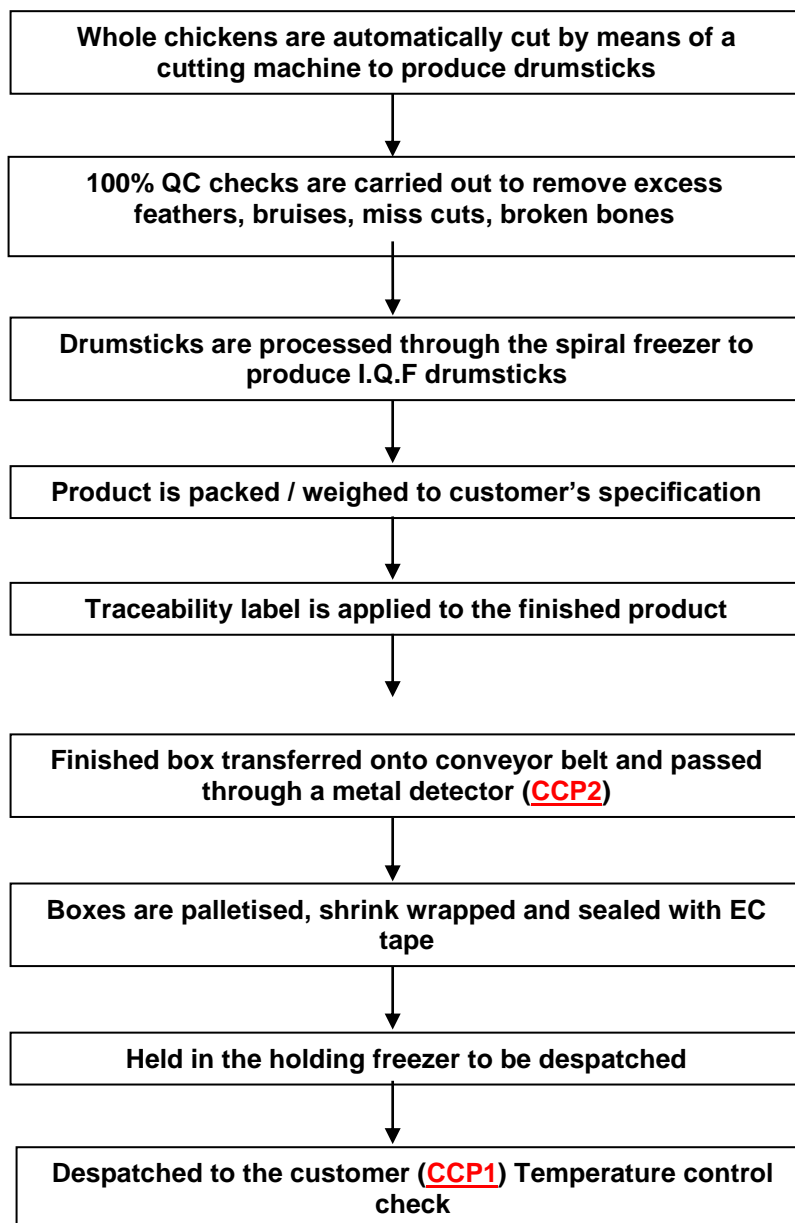 Whole chickens are automatically cut by means of a
cutting machine to produce drumsticks
100% QC checks are carried out to remove excess
feathers, bruises, miss cuts, broken bones
Drumsticks are processed through the spiral freezer to
produce I.Q.F drumsticks
Product is packed / weighed to customer’s specification
Traceability label is applied to the finished product
Finished box transferred onto conveyor belt and passed
through a metal detector (CCP2)
Boxes are palletised, shrink wrapped and sealed with EC
tape
Held in the holding freezer to be despatched
Despatched to the customer (CCP1) Temperature control
check